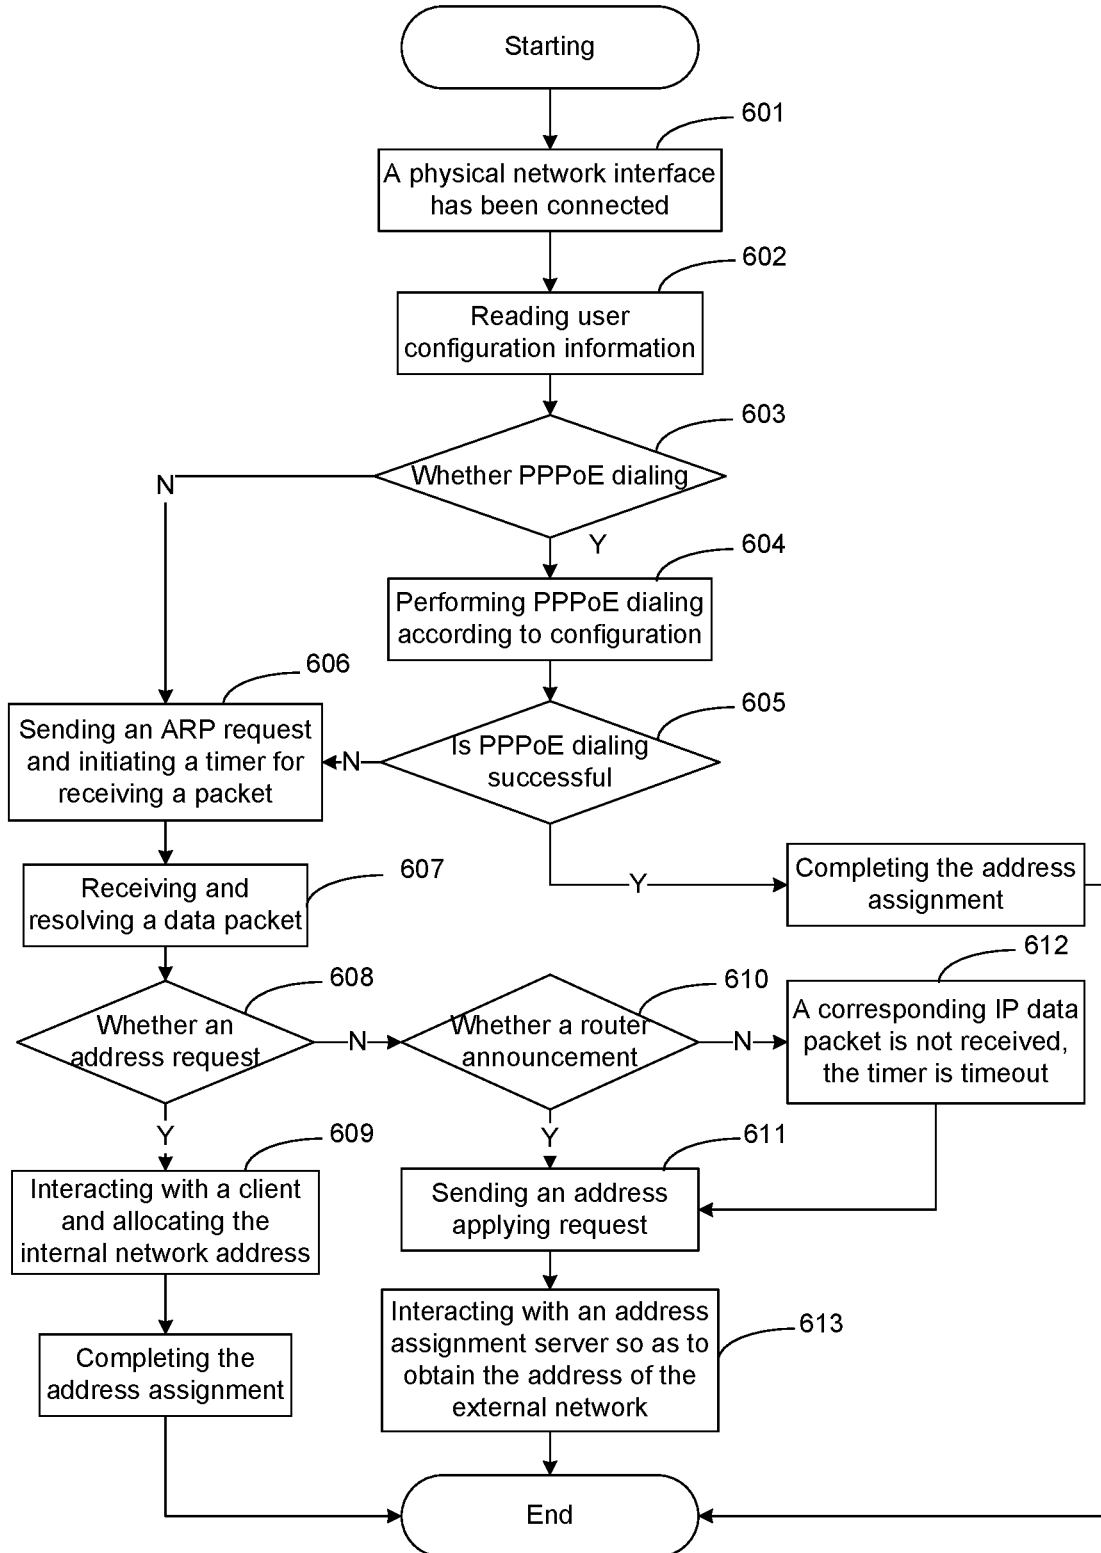 Starting
601
A physical network interface
has been connected
602
Reading user
configuration information
603
Whether PPPoE dialing
N
Y
604
Performing PPPoE dialing
according to configuration
606
Sending an ARP request
and initiating a timer for
receiving a packet
605
Is PPPoE dialing
successful
N
Y
Completing the address
assignment
607
Receiving and
resolving a data packet
608
Whether an
address request
N
610
Whether a router
announcement
N
612
A corresponding IP data
packet is not received,
the timer is timeout
Y
609
Interacting with a client
and allocating the
internal network address
Y
611
Sending an address
applying request
Completing the
address assignment
Interacting with an address
assignment server so as to
obtain the address of the
external network
613
End